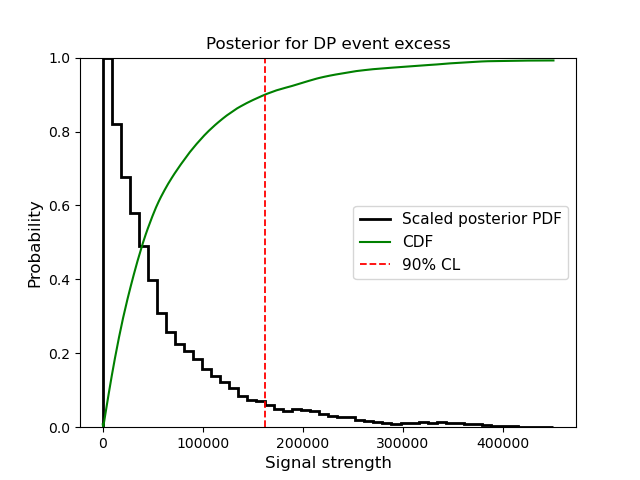 Posterior for DP event excess
1.0
0.8
0.6
0.4
0.2
0.0
Probability
Scaled posterior PDF
CDF
90% CL
0
100000
200000
300000
400000
Signal strength